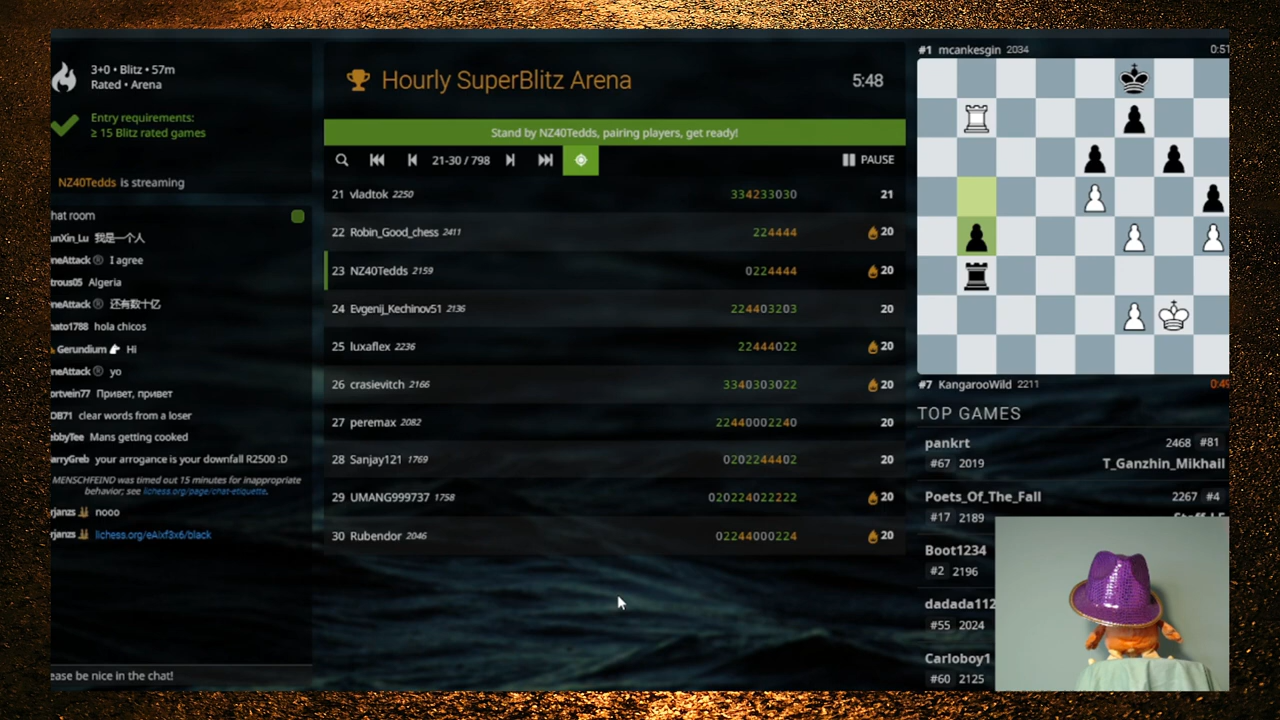 3+0 • Blitz • 57m
Rated • Arena
Entry requirements:
≥ 15 Blitz rated games
NZ40Tedds is streaming
hat room
unXin_Lu 我是一个人
neAttack I agree
trous05 Algeria
neAttack 还有数十亿
nato1788 hola chicos
Gerundium Hi
neAttack yo
ortvein77 Привет, привет
OB71 clear words from a loser
ebbyTee Mans getting cooked
arryGreb your arrogance is your downfall R2500 :D
MENSCHFEIND was timed out 15 minutes for inappropriate
behavior; see lichess.org/page/chat-etiquette.
rjanzs nooo
rjanzs lichess.org/eAixf3x6/black
ease be nice in the chat!
Hourly SuperBlitz Arena
5:48
Stand by NZ40Tedds, pairing players, get ready!
21-30 / 798
PAUSE
21 vladtok 2250 334233030 21
22 Robin_Good_chess 2411 224444 20
23 NZ40Tedds 2159 0224444 20
24 Evgenij_Kechinov51 2136 224403203 20
25 luxaflex 2236 22444022 20
26 crasievitch 2166 3340303022 20
27 peremax 2082 22440002240 20
28 Sanjay121 1769 0202244402 20
29 UMANG999737 1758 020224022222 20
30 Rubendor 2046 02244000224 20
#1 mcankesgin 2034 0:51
#7 KangarooWild 2211 0:49
TOP GAMES
pankrt 2468 #81
#67 2019 T_Ganzhin_Mikhail
Poets_Of_The_Fall 2267 #4
#17 2189
Boot1234
#2 2196
dadada112
#55 2024
Carloboy1
#60 2125